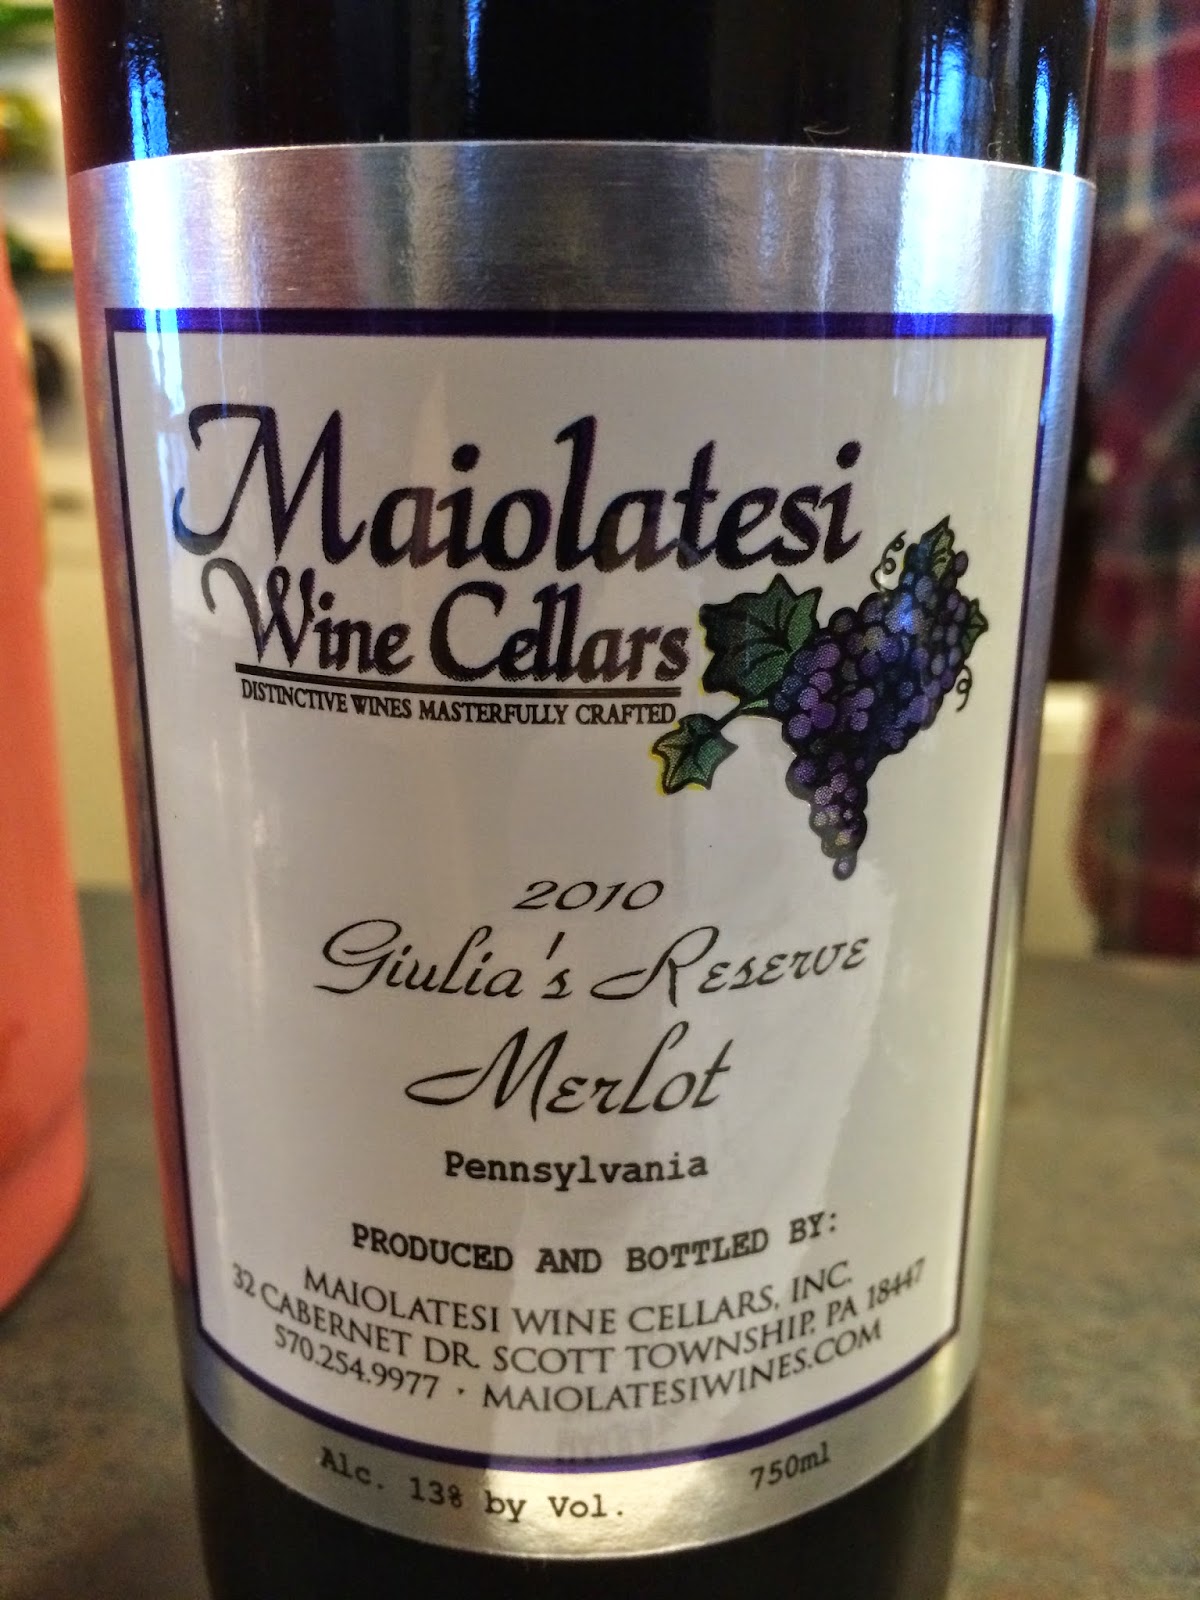 Maiolatesi
Wine Cellars
DISTINCTIVE WINES MASTERFULLY CRAFTED
2010
Giulia's Reserve
Merlot
Pennsylvania
PRODUCED AND BOTTLED BY:
MAIOLATESI WINE CELLARS, INC.
32 CABERNET DR. SCOTT TOWNSHIP, PA 18447
570.254.9977 · MAIOLATESIWINES.COM
Alc. 13% by Vol. 750ml